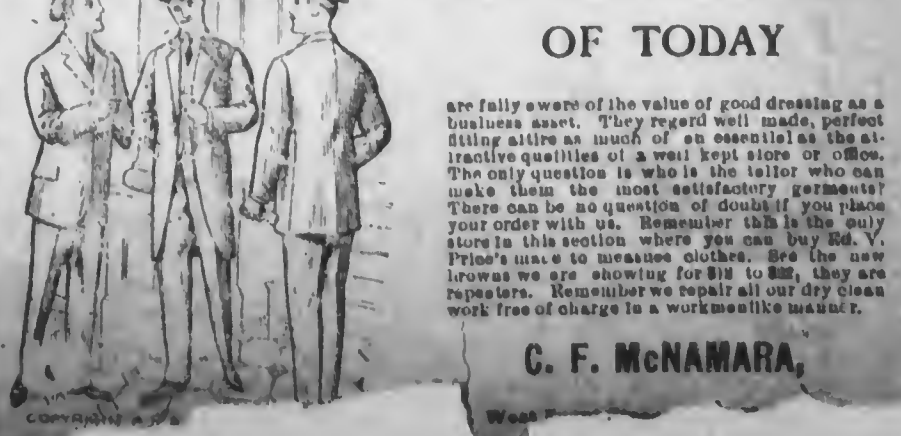 OF TODAY
are fully aware of the value of good dressing as a
business asset. They regard well made, perfect
fitting attire as much of an essential as the at-
tractive qualities of a well kept store or office.
The only question is who is the tailor who can
make them the most satisfactory garments?
There can be no question of doubt if you place
your order with us. Remember this is the only
store in this section where you can buy Ed. V.
Price's made to measure clothes. See the new
browns we are showing for to they are
repeaters. Remember we repair all our dry clean
work free of charge in a workmanlike manner.
C. F. McNAMARA,
West
COPYRIGHT